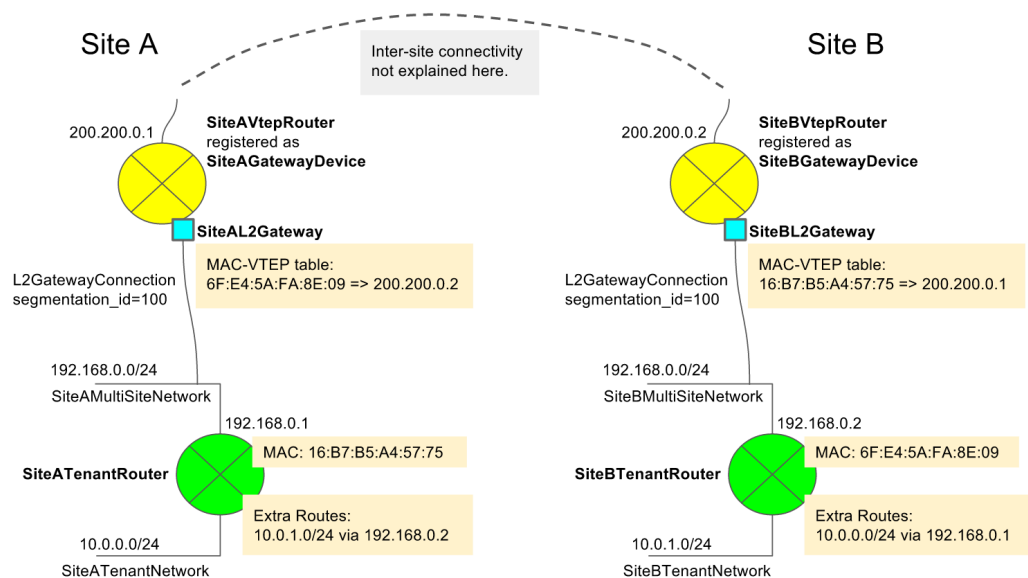 Site A
Site B
Inter-site connectivity
not explained here.
200.200.0.1
SiteAVtepRouter
registered as
SiteAGatewayDevice
200.200.0.2
SiteBVtepRouter
registered as
SiteBGatewayDevice
SiteAL2Gateway
MAC-VTEP table:
6F:E4:5A:FA:8E:09 => 200.200.0.2
L2GatewayConnection
segmentation_id=100
SiteBL2Gateway
MAC-VTEP table:
16:B7:B5:A4:57:75 => 200.200.0.1
L2GatewayConnection
segmentation_id=100
192.168.0.0/24
SiteAMultiSiteNetwork
192.168.0.1
MAC: 16:B7:B5:A4:57:75
SiteATenantRouter
Extra Routes:
10.0.1.0/24 via 192.168.0.2
10.0.0.0/24
SiteATenantNetwork
192.168.0.0/24
SiteBMultiSiteNetwork
192.168.0.2
MAC: 6F:E4:5A:FA:8E:09
SiteBTenantRouter
Extra Routes:
10.0.0.0/24 via 192.168.0.1
10.0.1.0/24
SiteBTenantNetwork